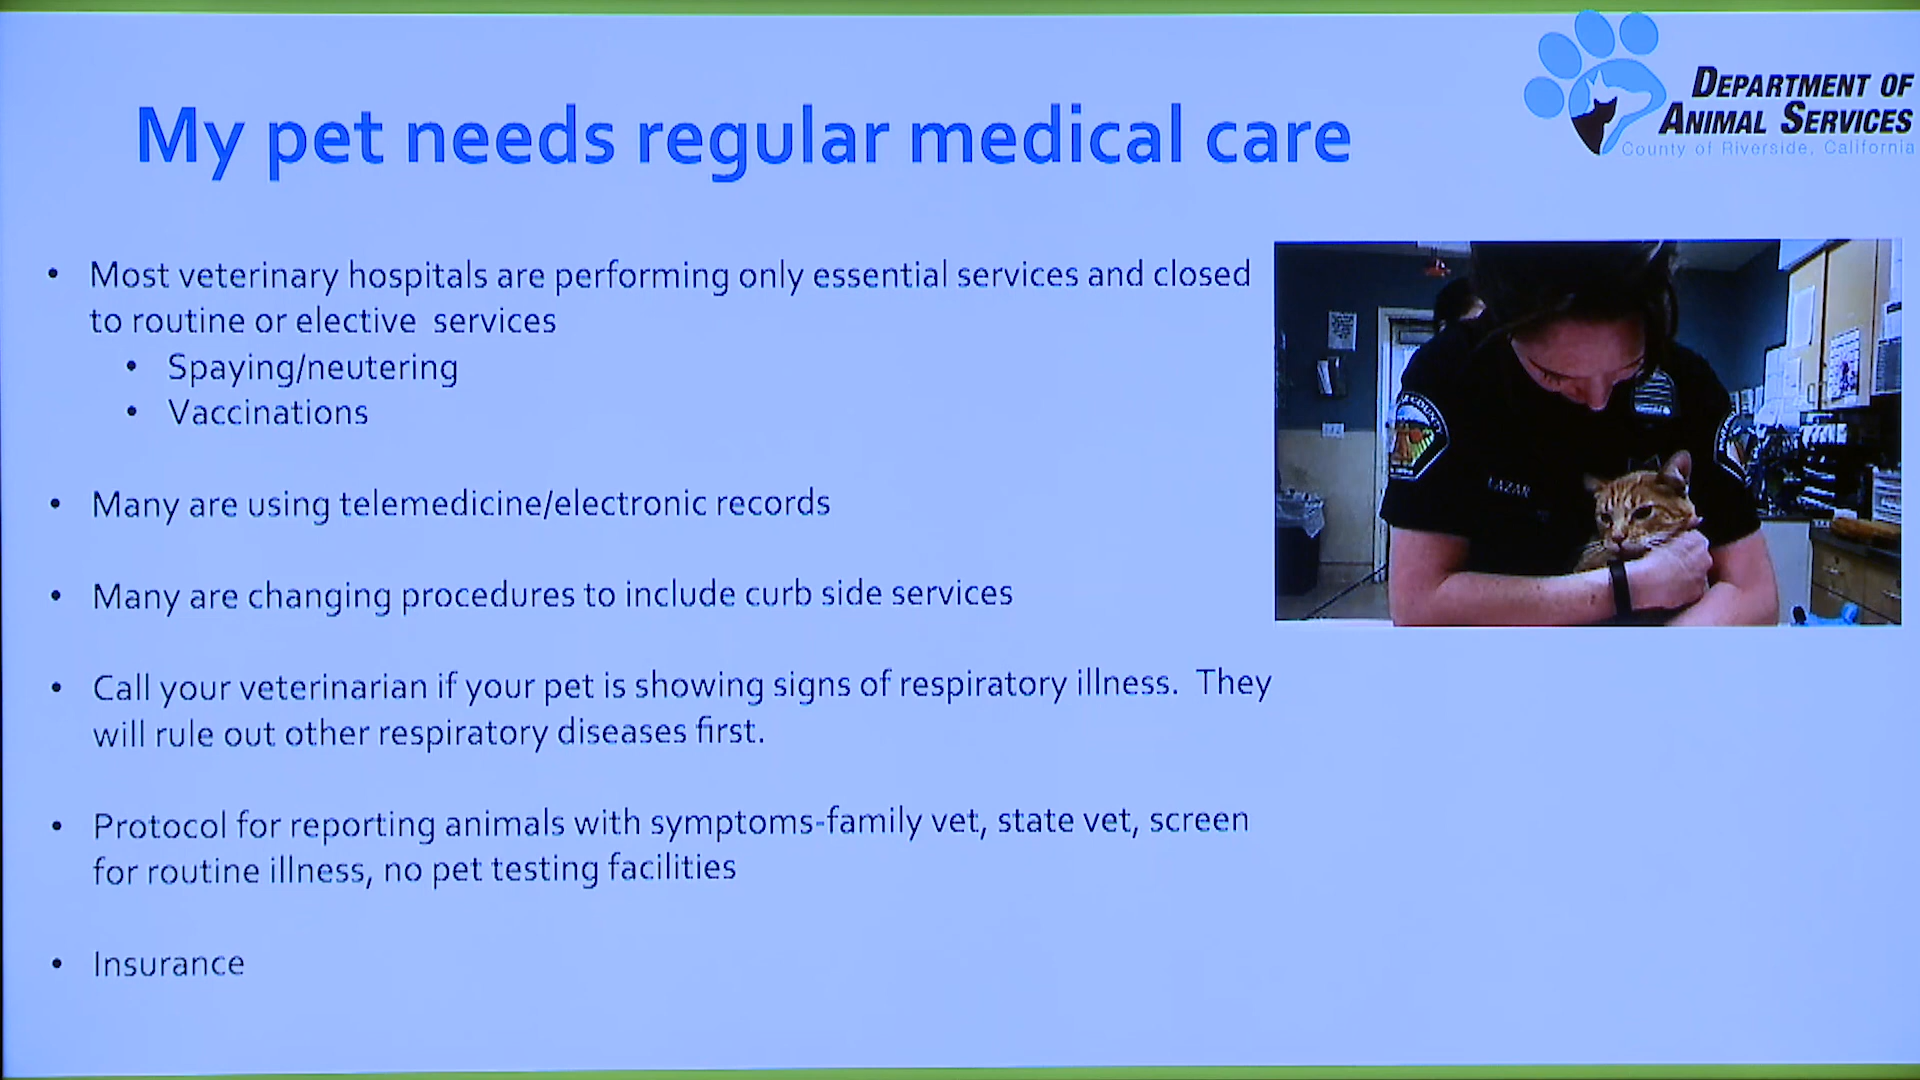 DEPARTMENT OF
ANIMAL SERVICES
County of Riverside, California
My pet needs regular medical care
• Most veterinary hospitals are performing only essential services and closed
to routine or elective services
• Spaying/neutering
• Vaccinations
• Many are using telemedicine/electronic records
• Many are changing procedures to include curb side services
• Call your veterinarian if your pet is showing signs of respiratory illness. They
will rule out other respiratory diseases first.
• Protocol for reporting animals with symptoms-family vet, state vet, screen
for routine illness, no pet testing facilities
• Insurance
LAZAR